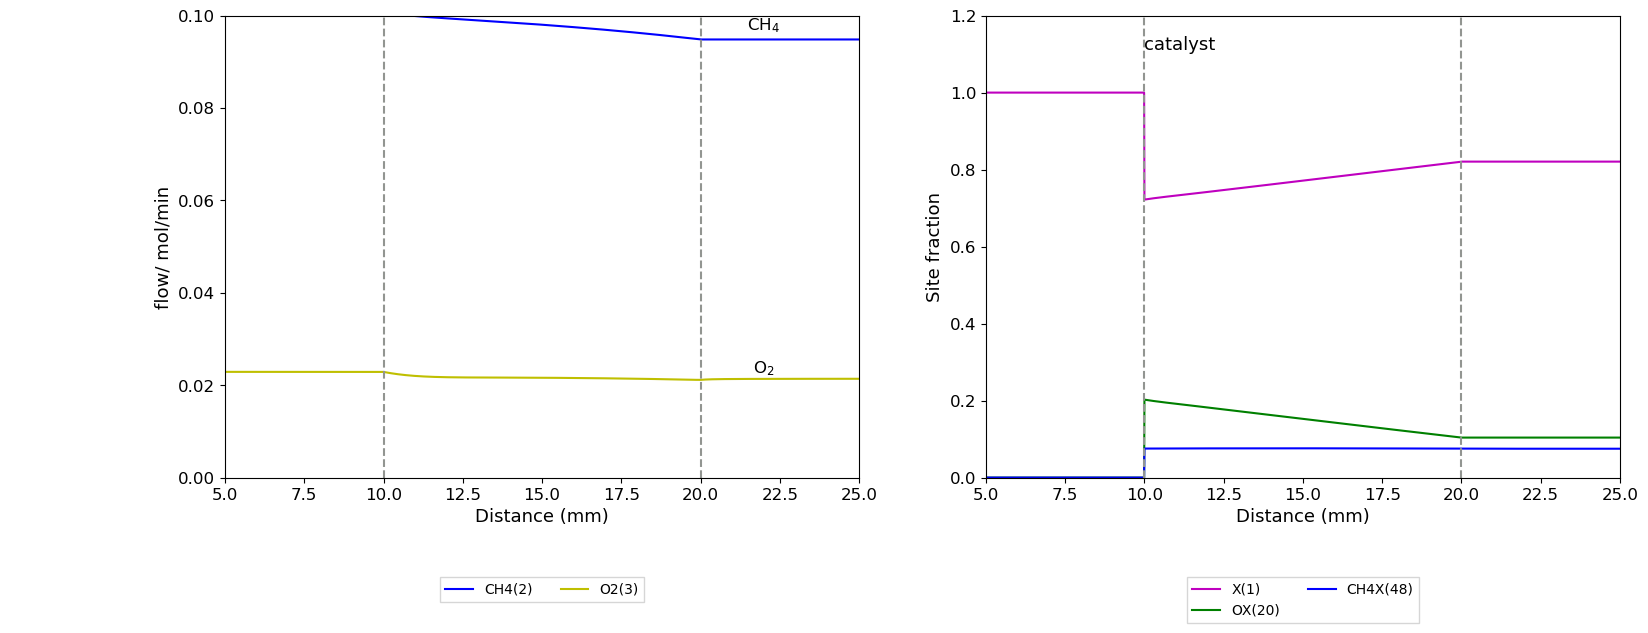 0.10
0.08
0.06
0.04
0.02
0.00
flow/ mol/min
CH4
O2
5.0 7.5 10.0 12.5 15.0 17.5 20.0 22.5 25.0
Distance (mm)
CH4(2) O2(3)
1.2
1.0
0.8
0.6
0.4
0.2
0.0
Site fraction
catalyst
5.0 7.5 10.0 12.5 15.0 17.5 20.0 22.5 25.0
Distance (mm)
X(1) CH4X(48)
OX(20)